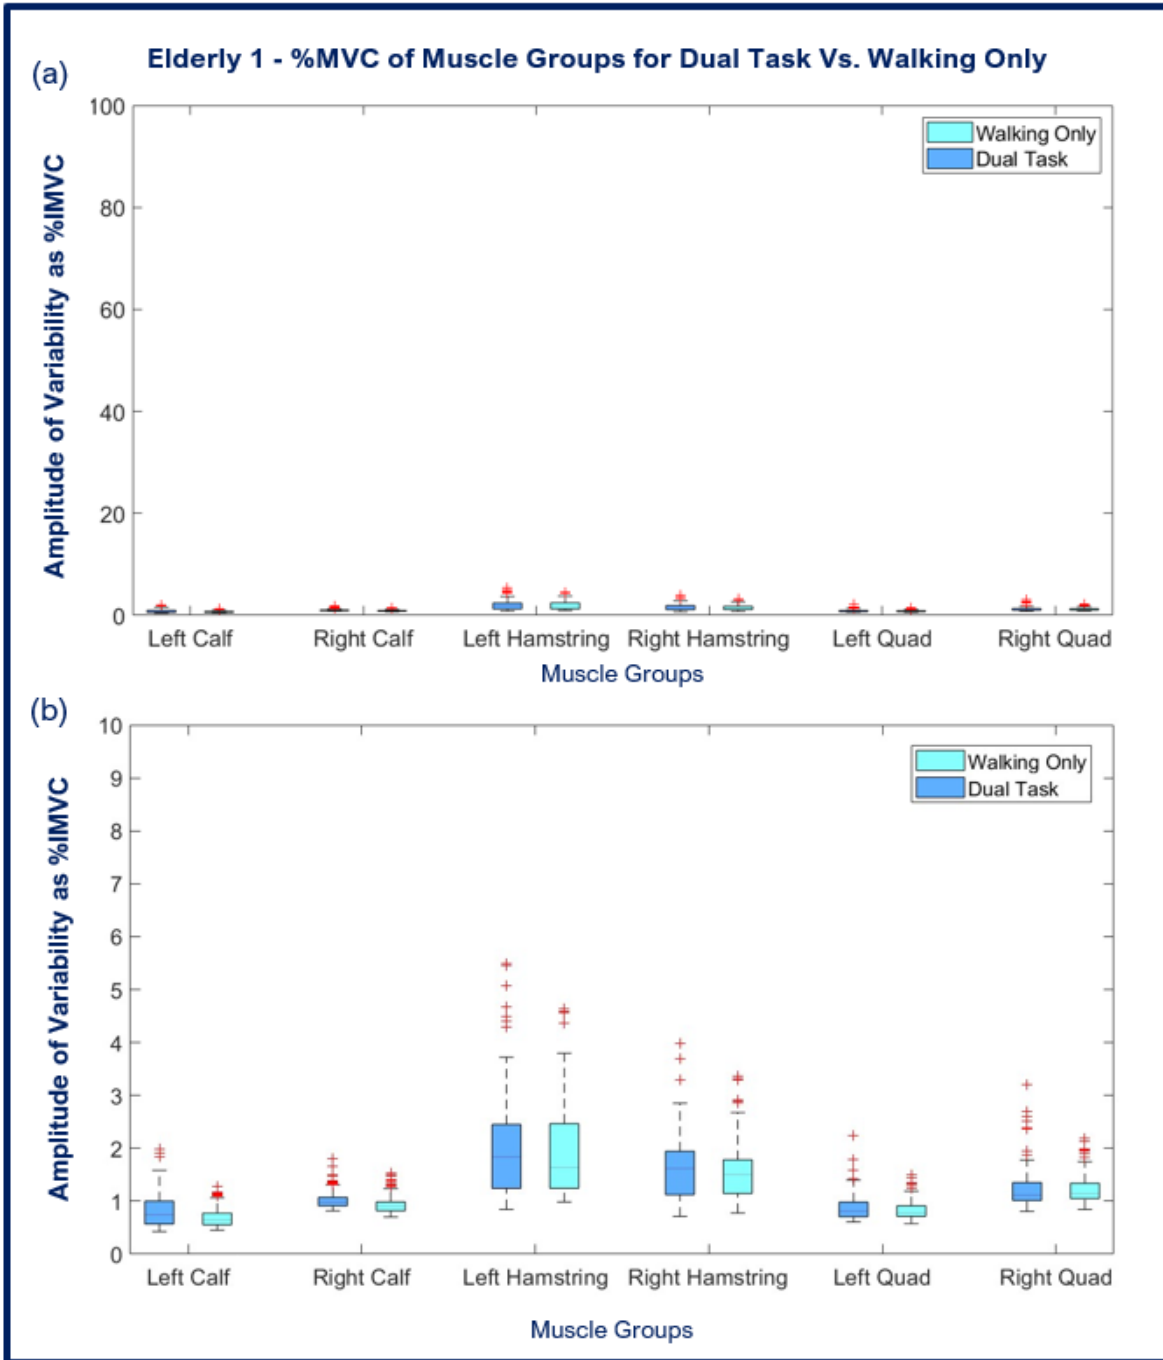 (a)
Elderly 1 - %MVC of Muscle Groups for Dual Task Vs. Walking Only
Amplitude of Variability as %IMVC
100
80
60
40
20
0
Walking Only
Dual Task
Left Calf Right Calf Left Hamstring Right Hamstring Left Quad Right Quad
Muscle Groups
(b)
Amplitude of Variability as %IMVC
10
9
8
7
6
5
4
3
2
1
0
Walking Only
Dual Task
Left Calf Right Calf Left Hamstring Right Hamstring Left Quad Right Quad
Muscle Groups